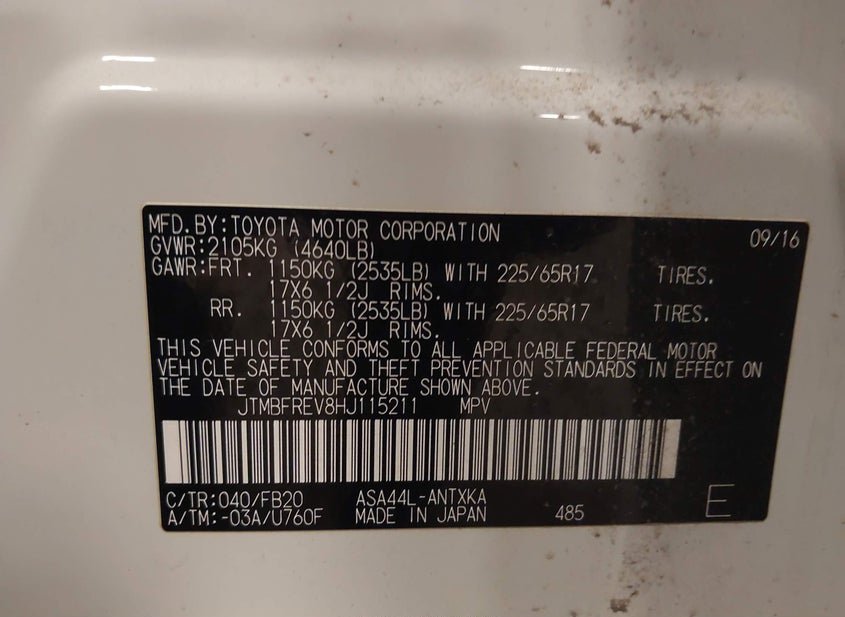 MFD.BY:TOYOTA MOTOR CORPORATION 09/16
GVWR:2105KG (4640LB)
GAWR:FRT. 1150KG (2535LB) WITH 225/65R17 TIRES.
17X6 1/2J RIMS.
RR. 1150KG (2535LB) WITH 225/65R17 TIRES.
17X6 1/2J RIMS.
THIS VEHICLE CONFORMS TO ALL APPLICABLE FEDERAL MOTOR
VEHICLE SAFETY AND THEFT PREVENTION STANDARDS IN EFFECT ON
THE DATE OF MANUFACTURE SHOWN ABOVE.
JTMBFREV8HJ115211 MPV
C/TR:040/FB20 ASA44L-ANTXKA
A/TM:-03A/U760F MADE IN JAPAN 485 E